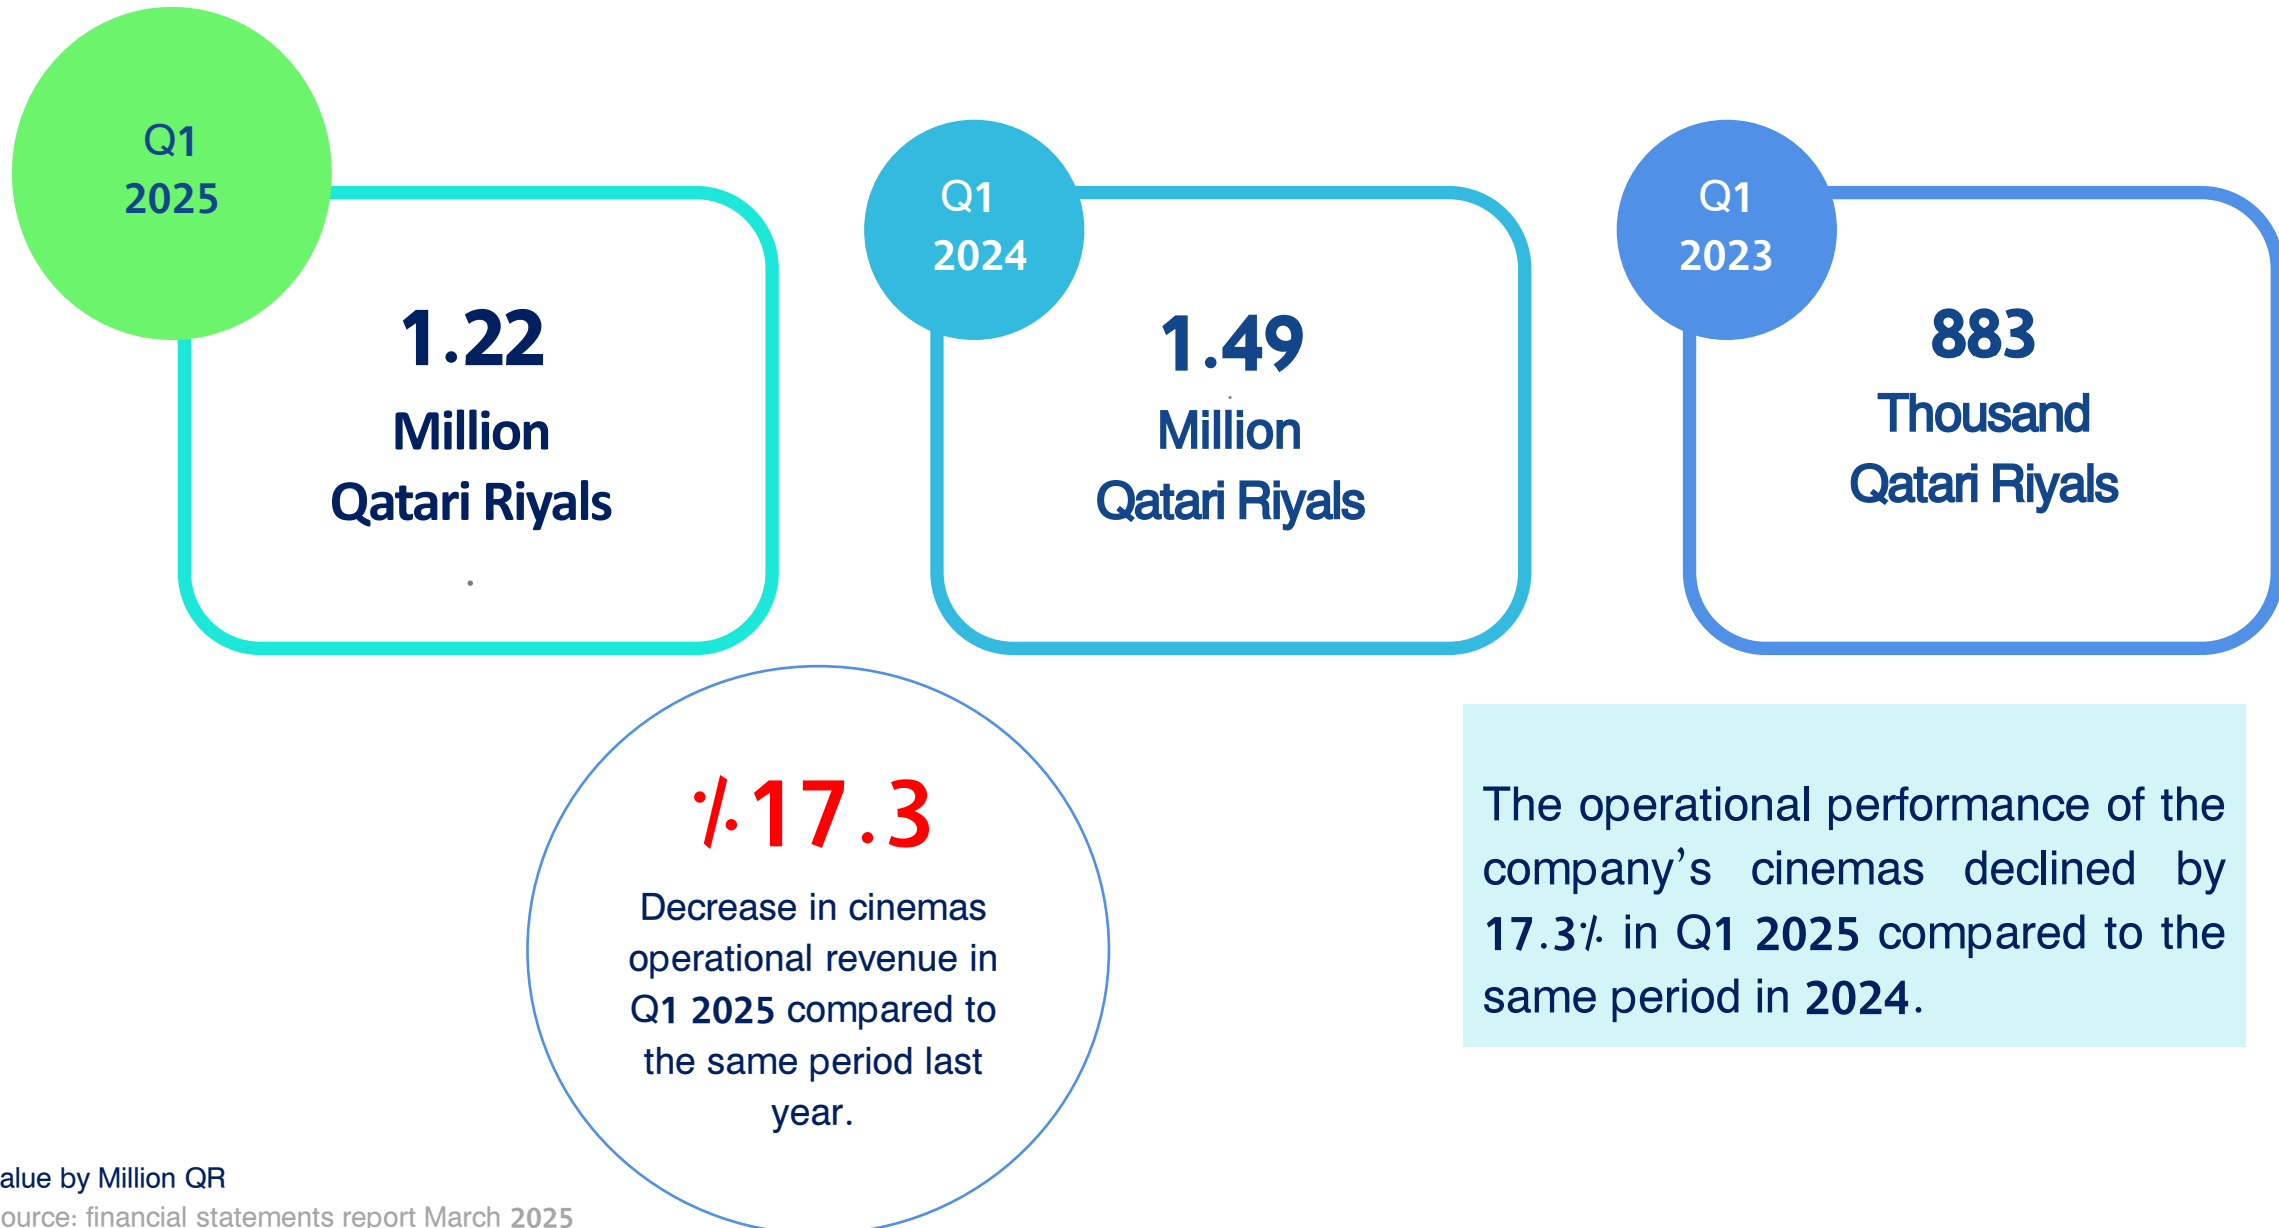 Q1
2025
1.22
Million
Qatari Riyals
.
Q1
2024
1.49
.
Million
Qatari Riyals
Q1
2023
883
Thousand
Qatari Riyals
٪17.3
Decrease in cinemas
operational revenue in
Q1 2025 compared to
the same period last
year.
The operational performance of the
company’s cinemas declined by
17.3٪ in Q1 2025 compared to the
same period in 2024.
alue by Million QR
ource: financial statements report March 2025